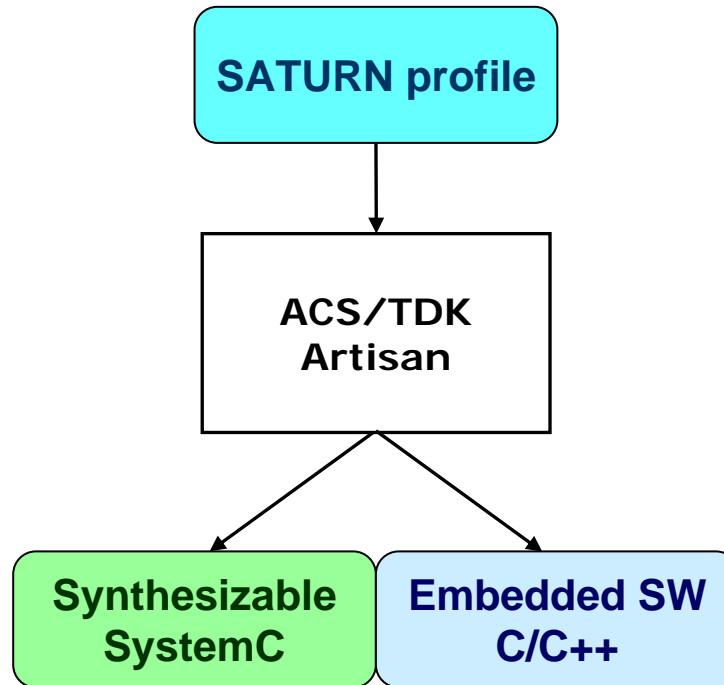 SATURN profile
ACS/TDK
Artisan
Synthesizable
SystemC
Embedded SW
C/C++